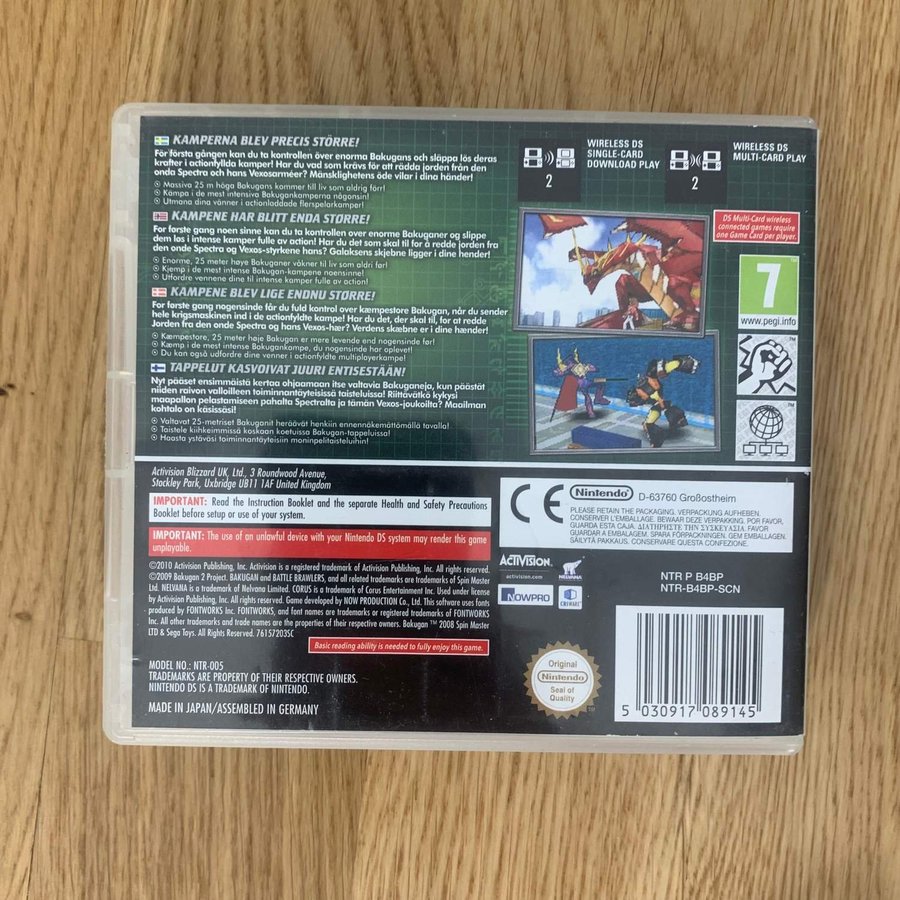 KAMPERNA BLEV PRECIS STÖRRE!
För första gången kan du ta kontrollen över enorma Bakugans och släppa lös deras
krafter i actionfyllda kamper! Har du vad som krävs för att rädda jorden från den
onda Spectra och hans Vexosarméer? Mänsklighetens öde vilar i dina händer!
Massiva 25 m höga Bakugans kommer till liv som aldrig förr!
Kämpa i de mest intensiva Bakugankamperna någonsin!
Utmana dina vänner i actionladdade flerspelarkamper!
KAMPENE HAR BLITT ENDA STØRRE!
For første gang noen sinne kan du ta kontrollen over enorme Bakuganer og slippe
dem løs i intense kamper fulle av action! Har du det som skal til for å redde jorden fra
den onde Spectra og Vexos-styrkene hans? Galaksens skjebne ligger i dine hender!
Enorme, 25 meter høye Bakuganer våkner til liv som aldri før!
Kjemp i de mest intense Bakugan-kampene noensinne!
Utfordre vennene dine til intense kamper fulle av action!
KAMPENE BLEV LIGE ENDNU STØRRE!
For første gang nogensinde får du fuld kontrol over kæmpestore Bakugan, når du sender
hele krigsmaskinen ind i de actionfyldte kampe! Har du det, der skal til, for at redde
Jorden fra den onde Spectra og hans Vexos-hær? Verdens skæbne er i dine hænder!
Kæmpestore, 25 meter høje Bakugan er mere levende end nogensinde før!
Kæmp i de mest intense Bakugankampe, du nogensinde har oplevet!
Du kan også udfordre dine venner i actionfyldte multiplayerkampe!
TAPPELUT KASVOIVAT JUURI ENTISESTÄÄN!
Nyt pääset ensimmäistä kertaa ohjaamaan itse valtavia Bakuganeja, kun päästät
niiden raivon valloilleen toiminnantäyteisissä taisteluissa! Riittävätkö kykysi
maapallon pelastamiseen pahalta Spectralta ja tämän Vexos-joukoilta? Maailman
kohtalo on käsissäsi!
Valtavat 25-metriset Bakuganit heräävät henkiin ennennäkemättömällä tavalla!
Taistele kiihkeimmissä koskaan koetuissa Bakugan-taisteluissa!
Haasta ystäväsi toiminnantäyteisiin moninpelitaisteluihin!
WIRELESS DS
SINGLE-CARD
DOWNLOAD PLAY
2
WIRELESS DS
MULTI-CARD PLAY
2
DS Multi-Card wireless
connected games require
one Game Card per player.
7
www.pegi.info
Activision Blizzard UK, Ltd., 3 Roundwood Avenue,
Stockley Park, Uxbridge UB11 1AF United Kingdom
IMPORTANT: Read the Instruction Booklet and the separate Health and Safety Precautions
Booklet before setup or use of your system.
IMPORTANT: The use of an unlawful device with your Nintendo DS system may render this game
unplayable.
©2010 Activision Publishing, Inc. Activision is a registered trademark of Activision Publishing, Inc. All rights reserved.
©2009 Bakugan 2 Project. BAKUGAN and BATTLE BRAWLERS, and all related trademarks are trademarks of Spin Master
Ltd. NELVANA is a trademark of Nelvana Limited. CORUS is a trademark of Corus Entertainment Inc. Used under license
by Activision Publishing, Inc. All rights reserved. Game developed by NOW PRODUCTION Co., Ltd. This software uses fonts
produced by FONTWORKS Inc. FONTWORKS, and font names are trademarks or registered trademarks of FONTWORKS
Inc. All other trademarks and trade names are the properties of their respective owners. Bakugan ™ 2008 Spin Master
LTD & Sega Toys. All Rights Reserved. 76157203SC
Basic reading ability is needed to fully enjoy this game.
MODEL NO.: NTR-005
TRADEMARKS ARE PROPERTY OF THEIR RESPECTIVE OWNERS.
NINTENDO DS IS A TRADEMARK OF NINTENDO.
MADE IN JAPAN/ASSEMBLED IN GERMANY
CE
Nintendo D-63760 Großostheim
PLEASE RETAIN THE PACKAGING. VERPACKUNG AUFHEBEN.
CONSERVER L'EMBALLAGE. BEWAAR DEZE VERPAKKING. POR FAVOR,
GUARDA ESTA CAJA. ΔΙΑΤΗΡΗΣΤΕ ΤΗΝ ΣΥΣΚΕΥΑΣΙΑ. FAVOR
GUARDAR A EMBALAGEM. SPARA FÖRPACKNINGEN. GEM EMBALLAGEN.
SÄILYTÄ PAKKAUS. CONSERVARE QUESTA CONFEZIONE.
ACTIVISION
www.activision.com
NELVANA
NOWPRO
CRIWARE
NTR P B4BP
NTR-B4BP-SCN
Original
Nintendo
Seal of
Quality
5 030917 089145